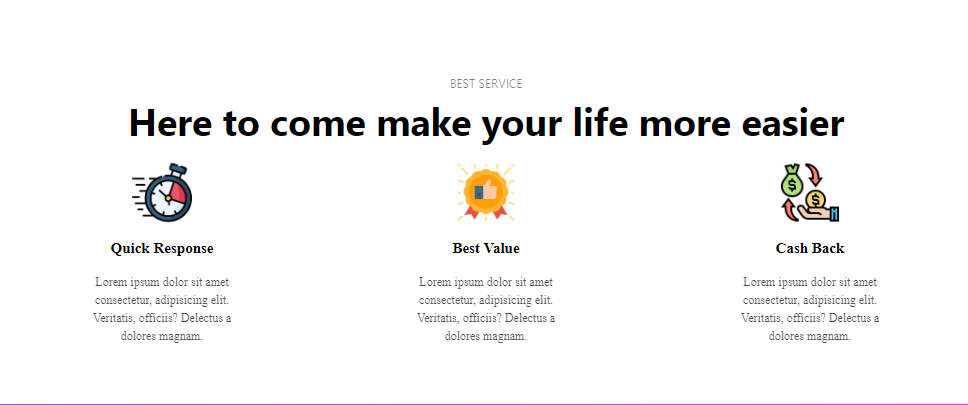 BEST SERVICE
Here to come make your life more easier
Quick Response
Lorem ipsum dolor sit amet
consectetur, adipisicing elit.
Veritatis, officiis? Delectus a
dolores magnam.
Best Value
Lorem ipsum dolor sit amet
consectetur, adipisicing elit.
Veritatis, officiis? Delectus a
dolores magnam.
Cash Back
Lorem ipsum dolor sit amet
consectetur, adipisicing elit.
Veritatis, officiis? Delectus a
dolores magnam.